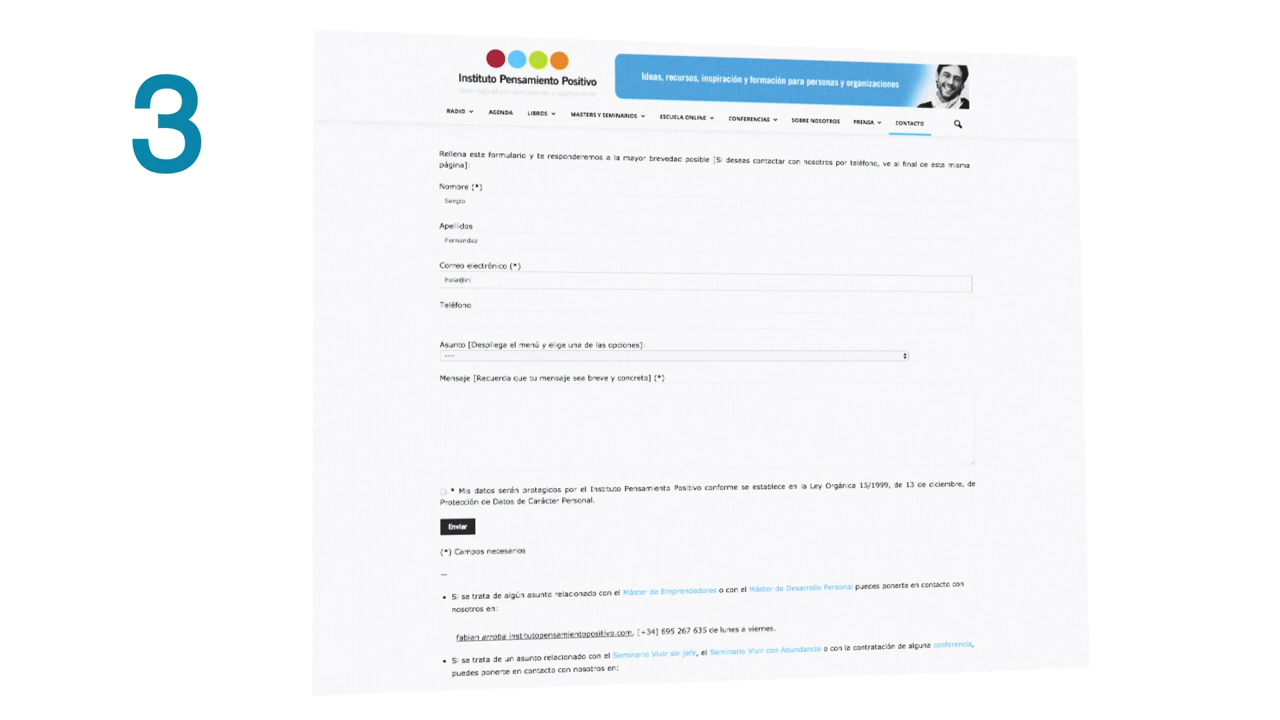 3
Instituto Pensamiento Positivo
Ideas, recursos, inspiración y formación para personas y organizaciones
RADIO AGENDA LIBROS MASTERS Y SEMINARIOS ESCUELA ONLINE CONFERENCIAS SOBRE NOSOTROS PRENSA CONTACTO
Rellena este formulario y te responderemos a la mayor brevedad posible [Si deseas contactar con nosotros por teléfono, ve al final de esta misma
página]:
Nombre (*)
Sergio
Apellidos
Fernandez
Correo electrónico (*)
hola@in
Teléfono
Asunto [Despliega el menú y elige una de las opciones]:
---
Mensaje [Recuerda que tu mensaje sea breve y concreto] (*)
* Mis datos serán protegidos por el Instituto Pensamiento Positivo conforme se establece en la Ley Orgánica 15/1999, de 13 de diciembre, de
Protección de Datos de Carácter Personal.
Enviar
(*) Campos necesarios
—
• Si se trata de algún asunto relacionado con el Máster de Emprendedores o con el Máster de Desarrollo Personal puedes ponerte en contacto con
nosotros en:
fabian arroba institutopensamientopositivo.com, [+34] 695 267 635 de lunes a viernes.
• Si se trata de un asunto relacionado con el Seminario Vivir sin jefe, el Seminario Vivir con Abundancia o con la contratación de alguna conferencia,
puedes ponerte en contacto con nosotros en: